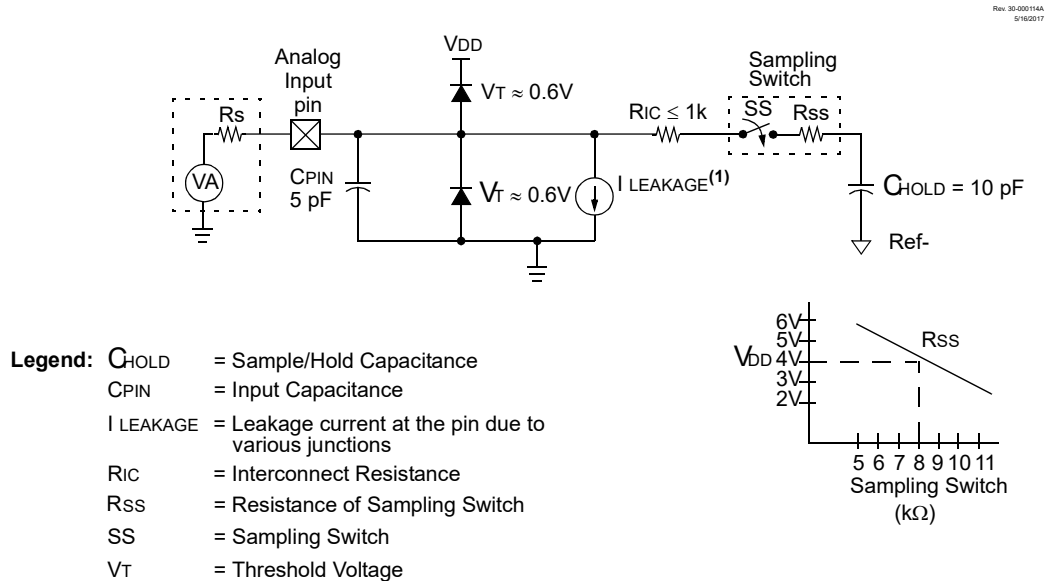 Rev. 30-000114A
5/16/2017
VDD
Analog
Input
pin
Sampling
Switch
VT ≈ 0.6V
Rs
RIC ≤ 1k
SS
Rss
VA
CPIN
5 pF
VT ≈ 0.6V
I LEAKAGE(1)
CHOLD = 10 pF
Ref-
6V
5V
VDD 4V
3V
2V
RSS
5 6 7 8 9 10 11
Sampling Switch
(kΩ)
Legend: CHOLD = Sample/Hold Capacitance
CPIN = Input Capacitance
I LEAKAGE = Leakage current at the pin due to
various junctions
RIC = Interconnect Resistance
RSS = Resistance of Sampling Switch
SS = Sampling Switch
VT = Threshold Voltage